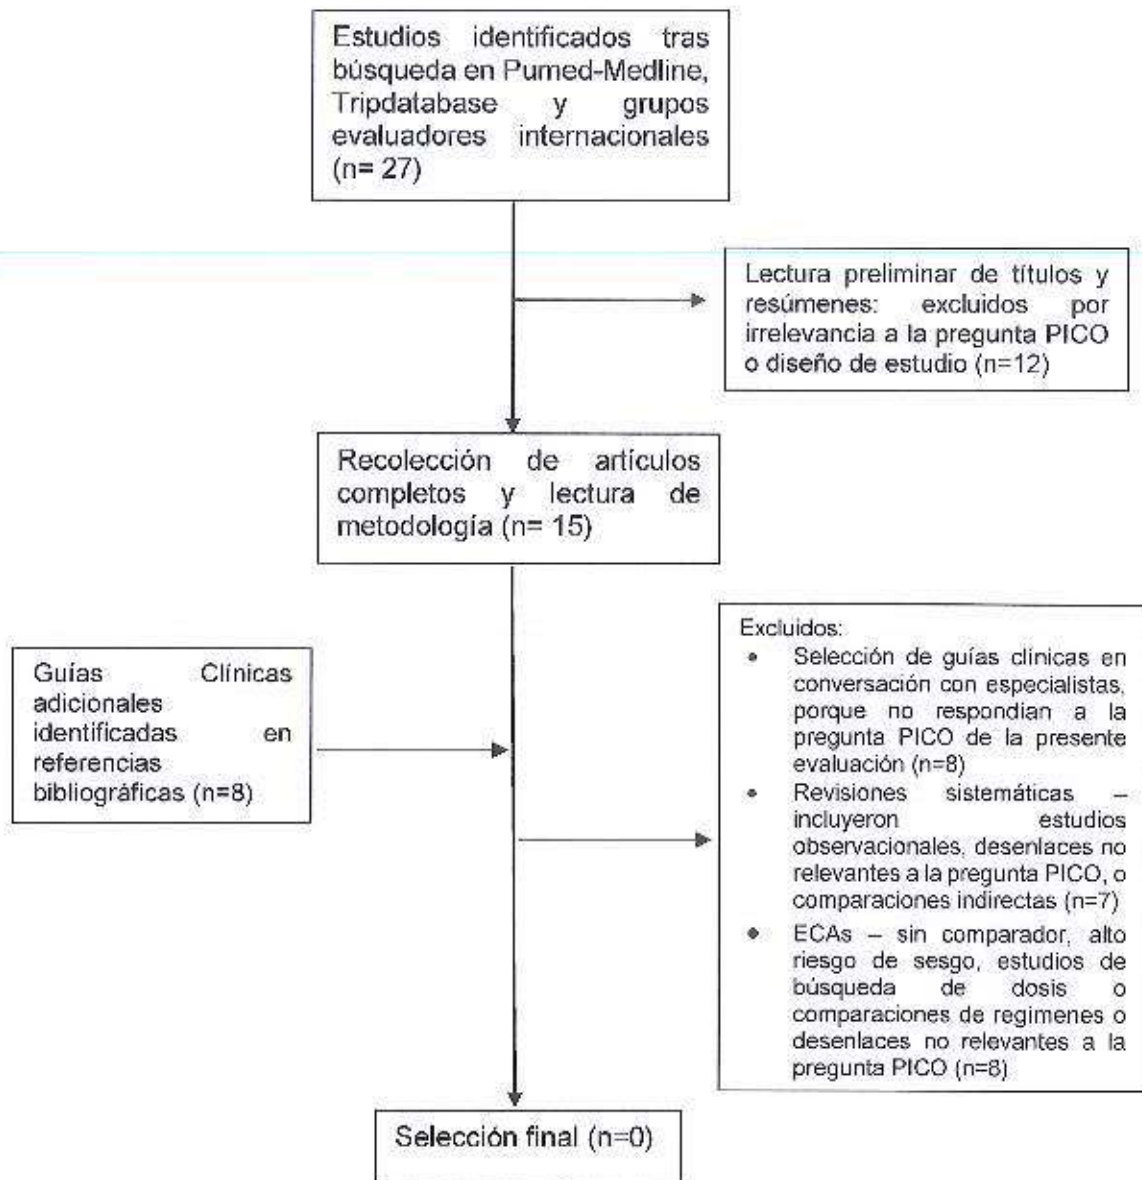 Estudios identificados tras
búsqueda en Pumed-Medline,
Tripdatabase y grupos
evaluadores internacionales
(n= 27)
Lectura preliminar de títulos y
resúmenes: excluidos por
irrelevancia a la pregunta PICO
o diseño de estudio (n=12)
Recolección de artículos
completos y lectura de
metodología (n= 15)
Guías Clínicas
adicionales
identificadas en
referencias
bibliográficas (n=8)
Excluidos:
• Selección de guías clínicas en
conversación con especialistas,
porque no respondian a la
pregunta PICO de la presente
evaluación (n=8)
• Revisiones sistemáticas –
incluyeron estudios
observacionales, desenlaces no
relevantes a la pregunta PICO, o
comparaciones indirectas (n=7)
• ECAs – sin comparador, alto
riesgo de sesgo, estudios de
búsqueda de dosis o
comparaciones de regimenes o
desenlaces no relevantes a la
pregunta PICO (n=8)
Selección final (n=0)